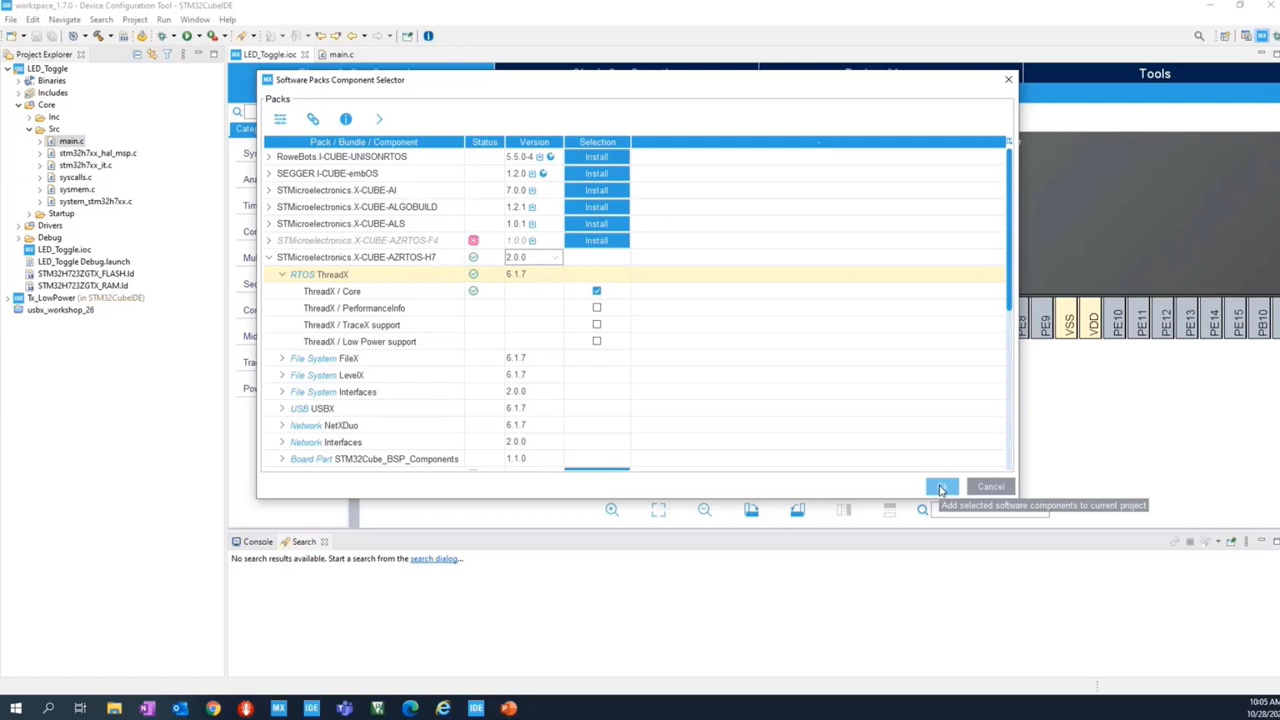 workspace_1.7.0 - Device Configuration Tool - STM32CubeIDE
File Edit Navigate Search Project Run Window Help
Project Explorer
LED_Toggle.ioc
main.c
LED_Toggle
Binaries
Includes
Core
Inc
Src
main.c
stm32h7xx_hal_msp.c
stm32h7xx_it.c
syscalls.c
sysmem.c
system_stm32h7xx.c
Startup
Drivers
Debug
LED_Toggle.ioc
LED_Toggle Debug.launch
STM32H723ZGTX_FLASH.ld
STM32H723ZGTX_RAM.ld
Tx_LowPower (in STM32CubeIDE)
usbx_workshop_26
Tools
Software Packs Component Selector
Packs
Pack / Bundle / Component Status Version Selection
RoweBots.I-CUBE-UNISONRTOS 5.5.0-4 Install
SEGGER.I-CUBE-embOS 1.2.0 Install
STMicroelectronics.X-CUBE-AI 7.0.0 Install
STMicroelectronics.X-CUBE-ALGOBUILD 1.2.1 Install
STMicroelectronics.X-CUBE-ALS 1.0.1 Install
STMicroelectronics.X-CUBE-AZRTOS-F4 1.0.0 Install
STMicroelectronics.X-CUBE-AZRTOS-H7 2.0.0
RTOS ThreadX 6.1.7
ThreadX / Core
ThreadX / PerformanceInfo
ThreadX / TraceX support
ThreadX / Low Power support
File System FileX 6.1.7
File System LevelX 6.1.7
File System Interfaces 2.0.0
USB USBX 6.1.7
Network NetXDuo 6.1.7
Network Interfaces 2.0.0
Board Part STM32Cube_BSP_Components 1.1.0
Cancel
Add selected software components to current project
PE8 PE9 VSS VDD PE10 PE11 PE12 PE13 PE14 PE15 PB10
Console
Search
No search results available. Start a search from the search dialog...
10:05 AM